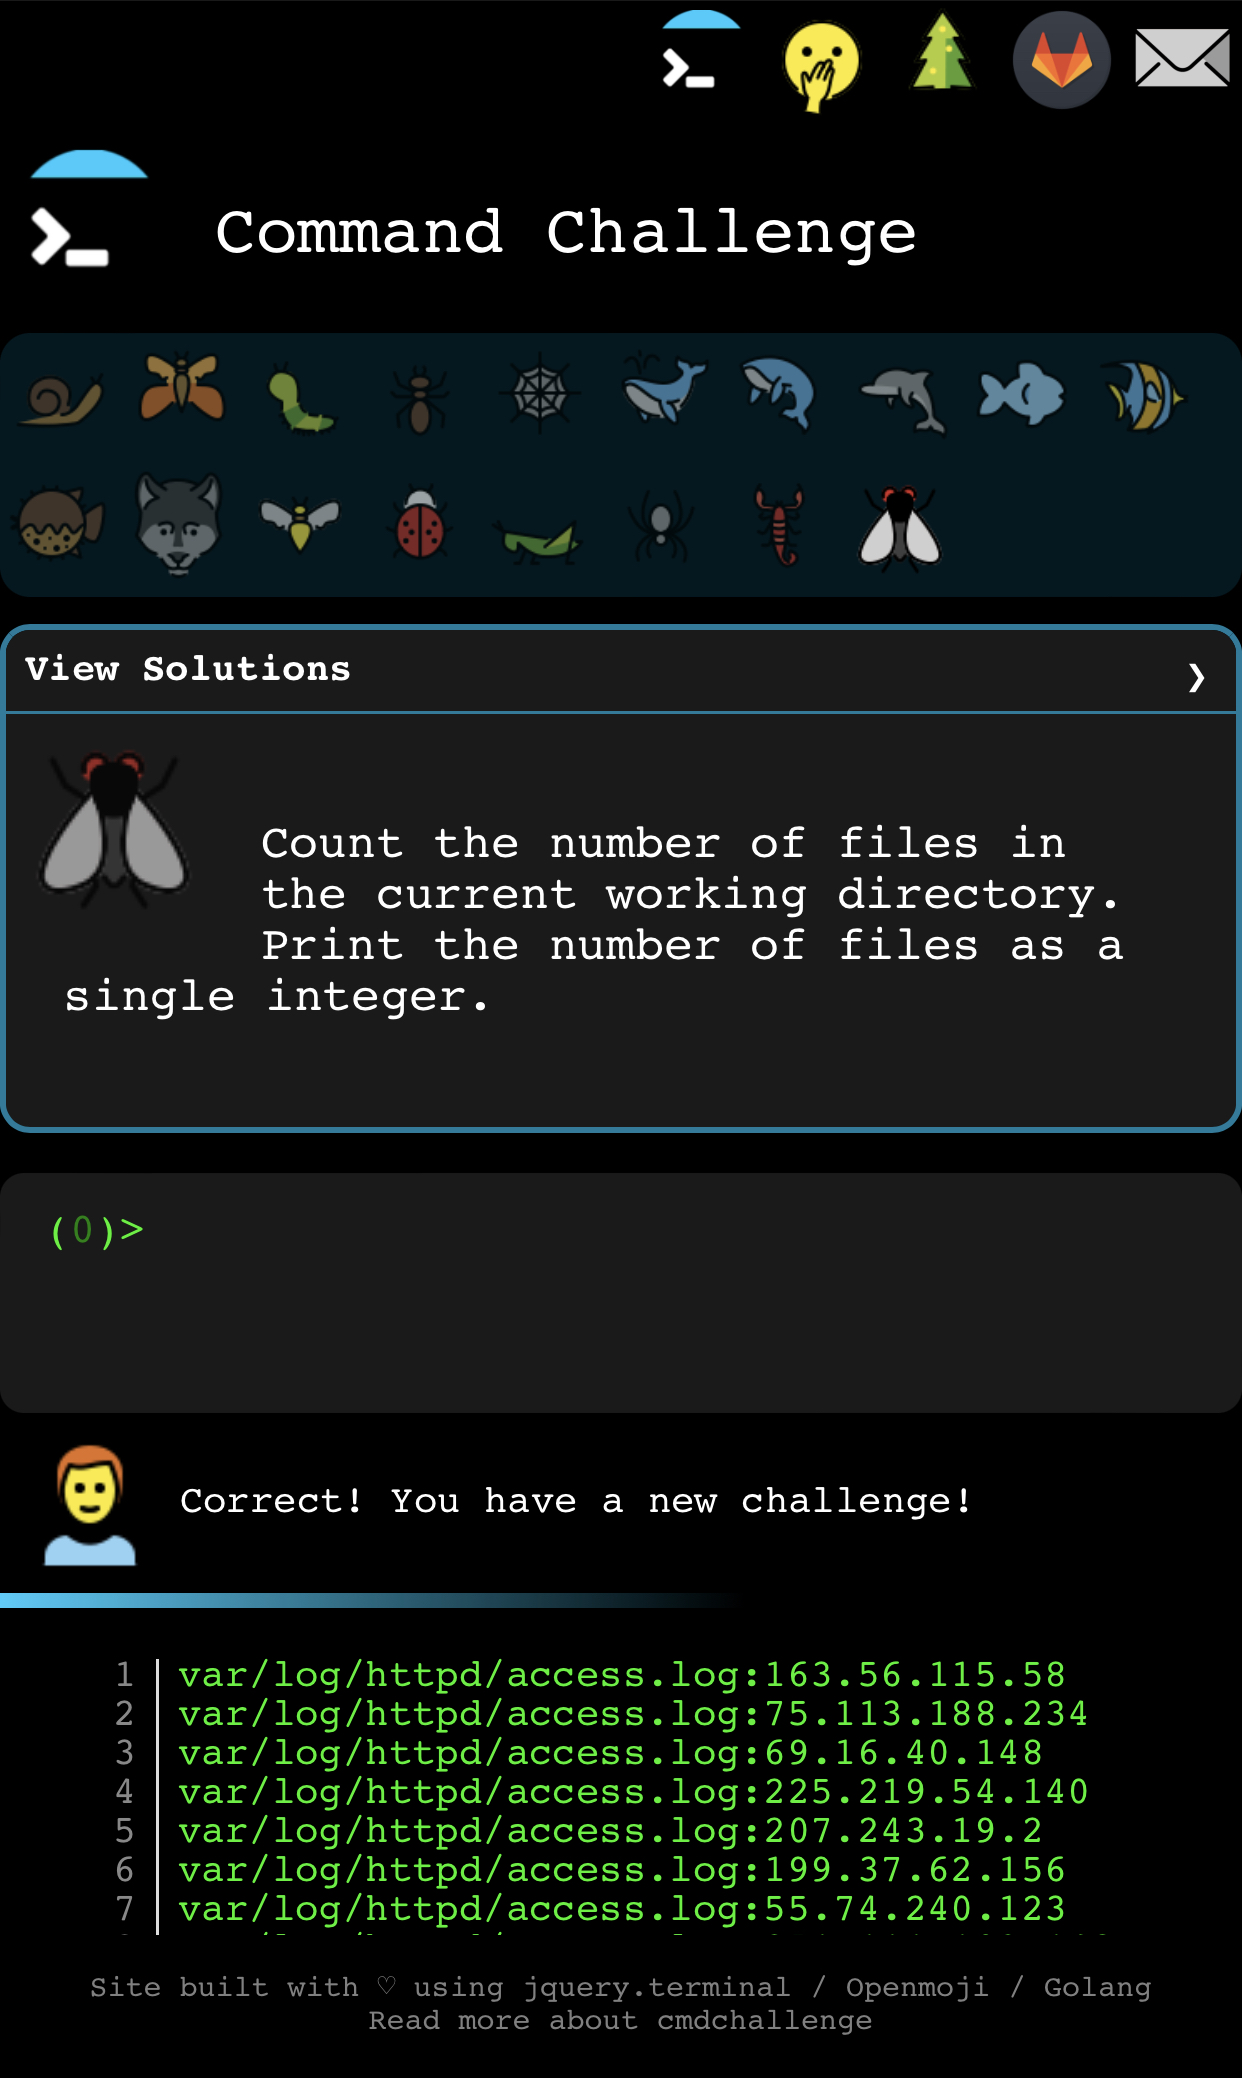 Command Challenge
View Solutions
Count the number of files in
the current working directory.
Print the number of files as a
single integer.
(0)>
Correct! You have a new challenge!
1 var/log/httpd/access.log:163.56.115.58
2 var/log/httpd/access.log:75.113.188.234
3 var/log/httpd/access.log:69.16.40.148
4 var/log/httpd/access.log:225.219.54.140
5 var/log/httpd/access.log:207.243.19.2
6 var/log/httpd/access.log:199.37.62.156
7 var/log/httpd/access.log:55.74.240.123
Site built with ♡ using jquery.terminal / Openmoji / Golang
Read more about cmdchallenge